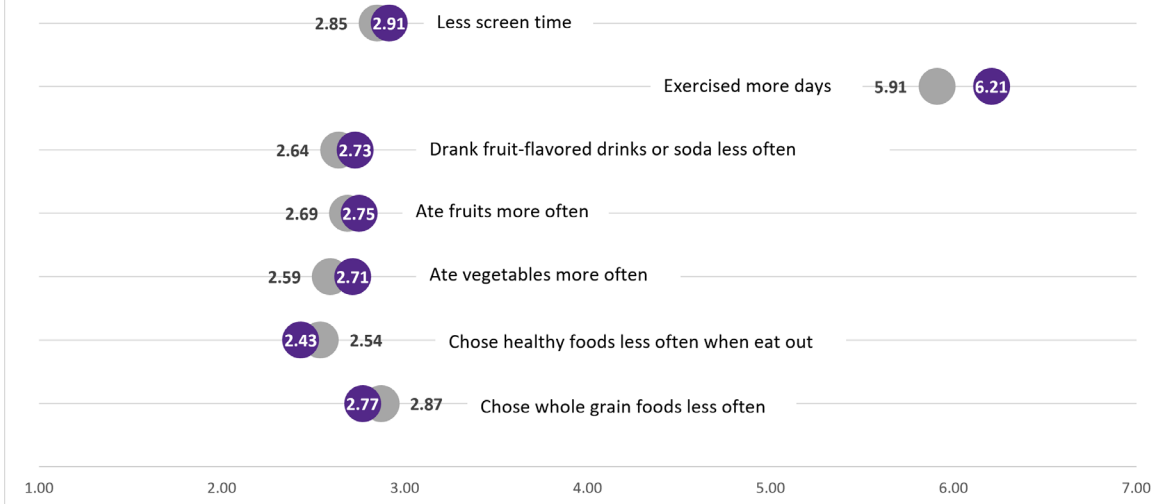 2.85 2.91 Less screen time
Exercised more days 5.91 6.21
2.64 2.73 Drank fruit-flavored drinks or soda less often
2.69 2.75 Ate fruits more often
2.59 2.71 Ate vegetables more often
2.43 2.54 Chose healthy foods less often when eat out
2.77 2.87 Chose whole grain foods less often
1.00 2.00 3.00 4.00 5.00 6.00 7.00